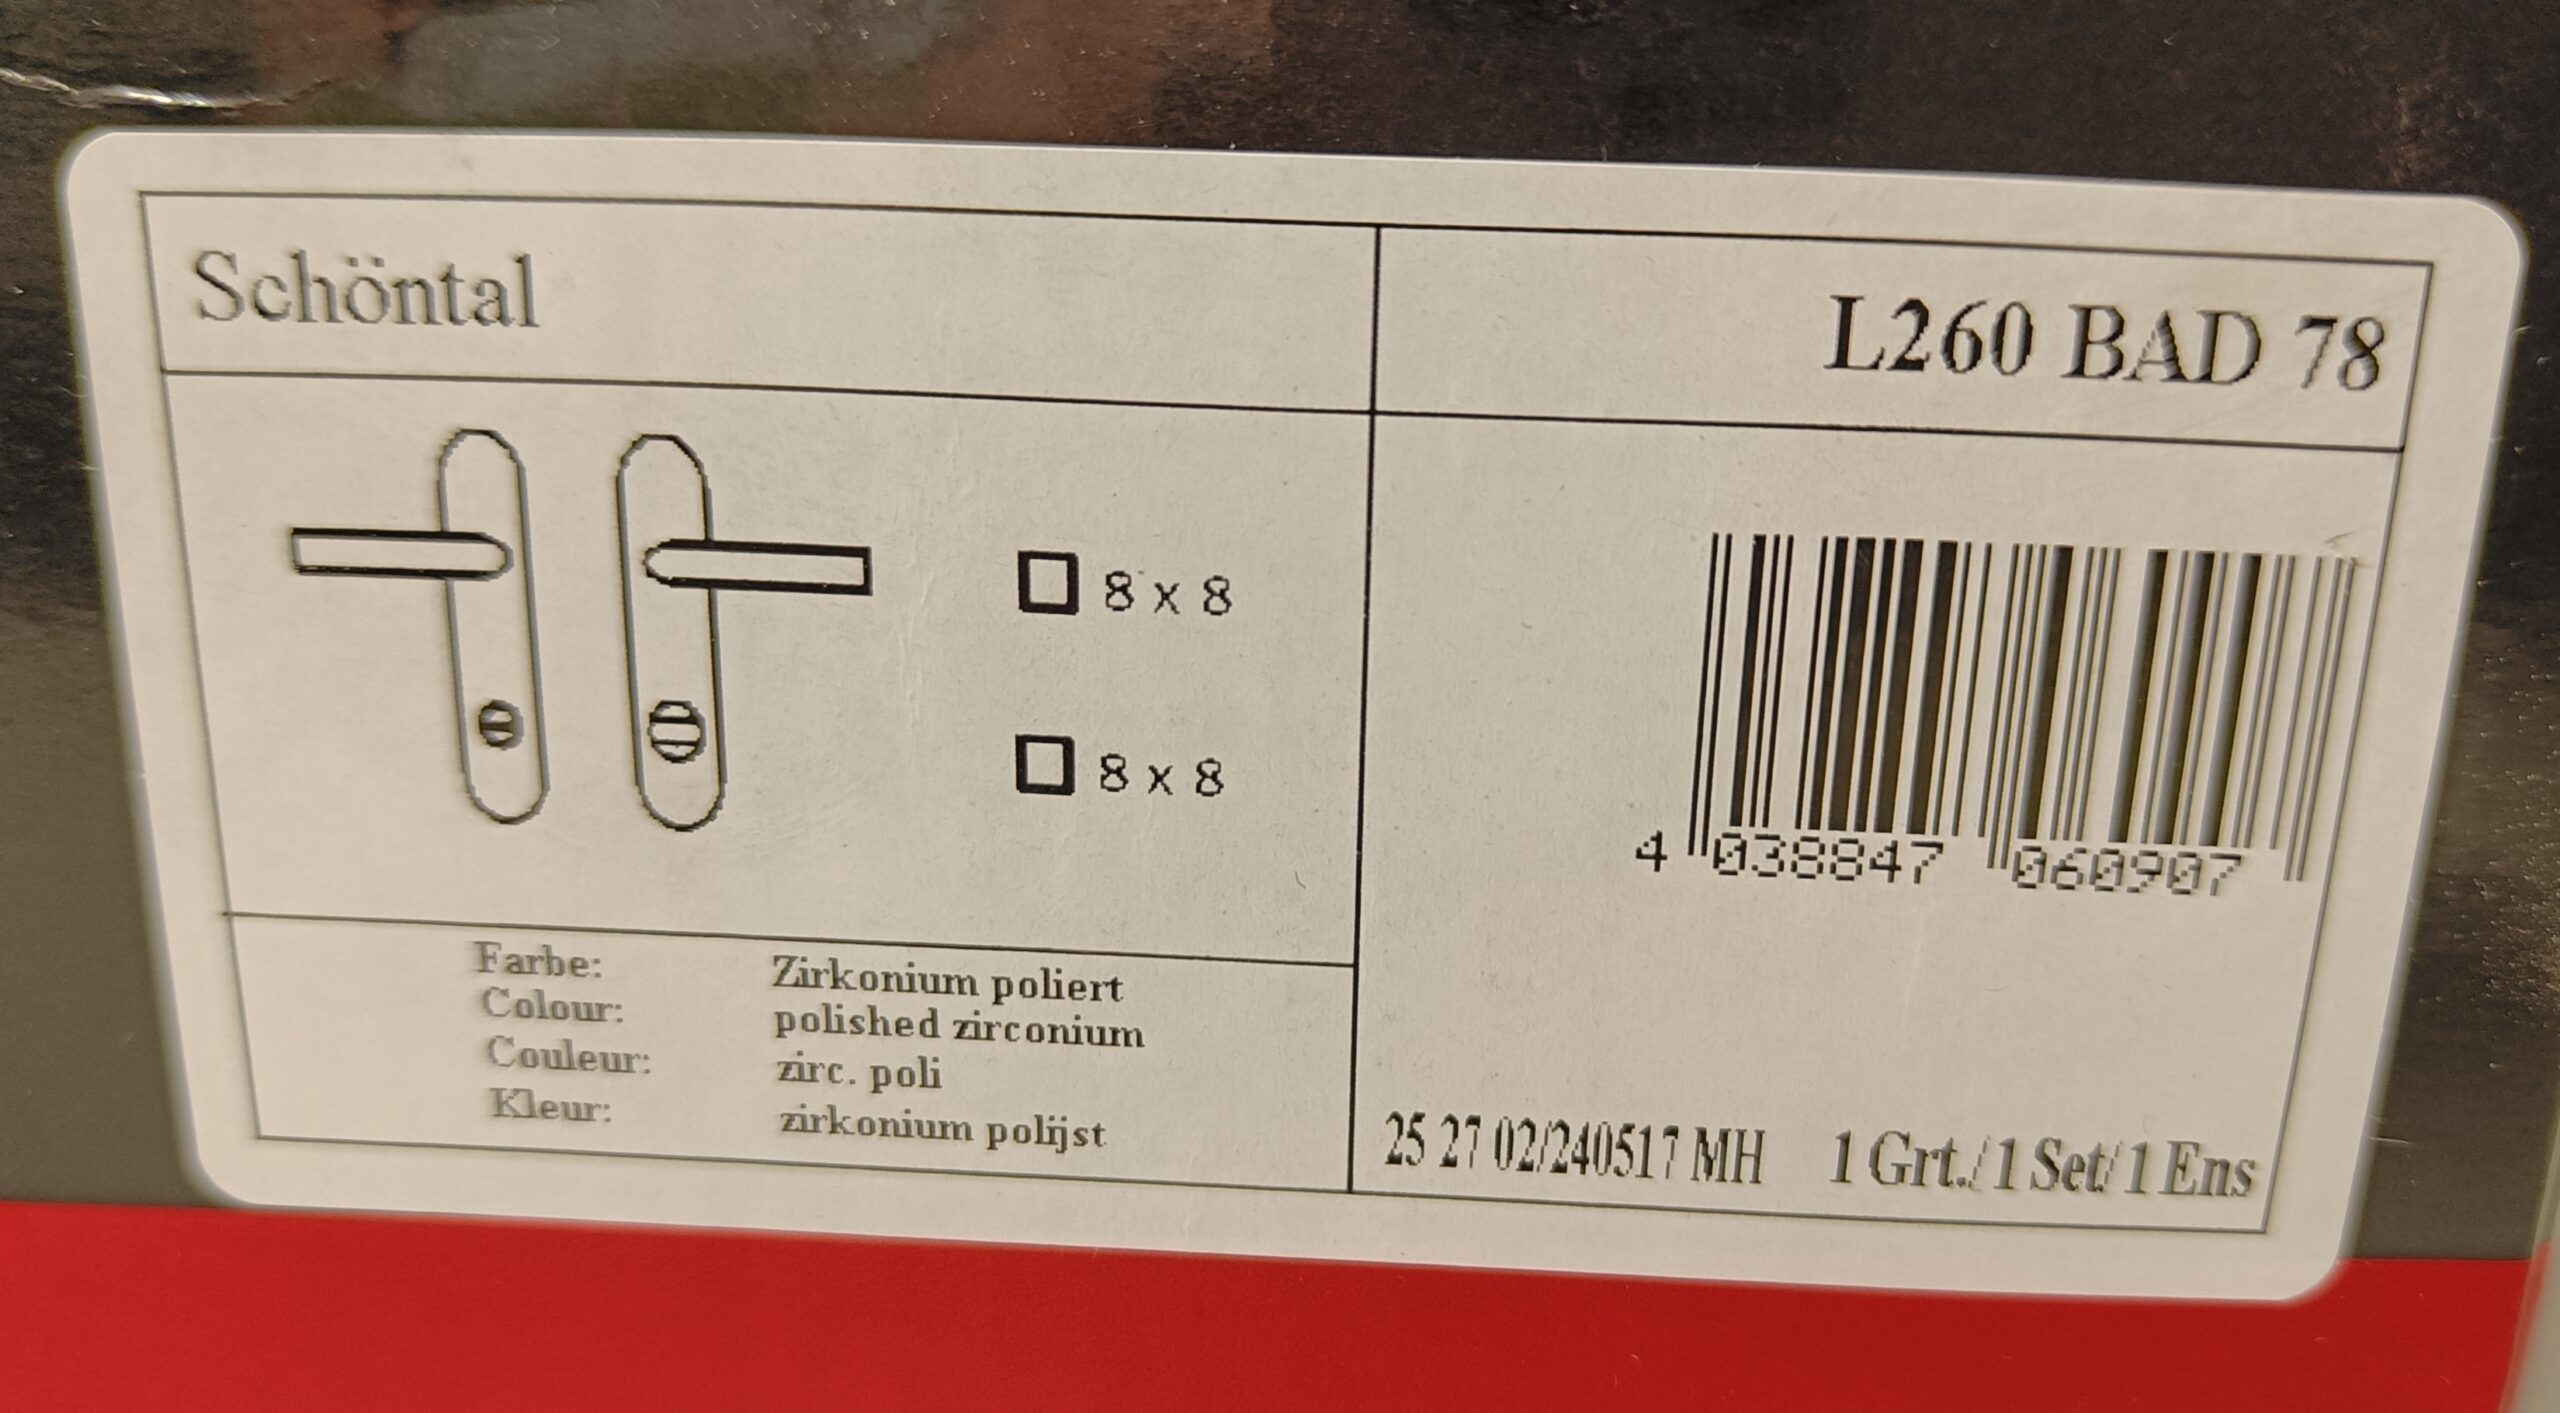 Schöntal
L260 BAD 78
8 x 8
8 x 8
4 038847 060907
Farbe: Zirkonium poliert
Colour: polished zirconium
Couleur: zirc. poli
Kleur: zirkonium polijst
25 27 02/240517 MH 1 Grt./1 Set/1 Ens